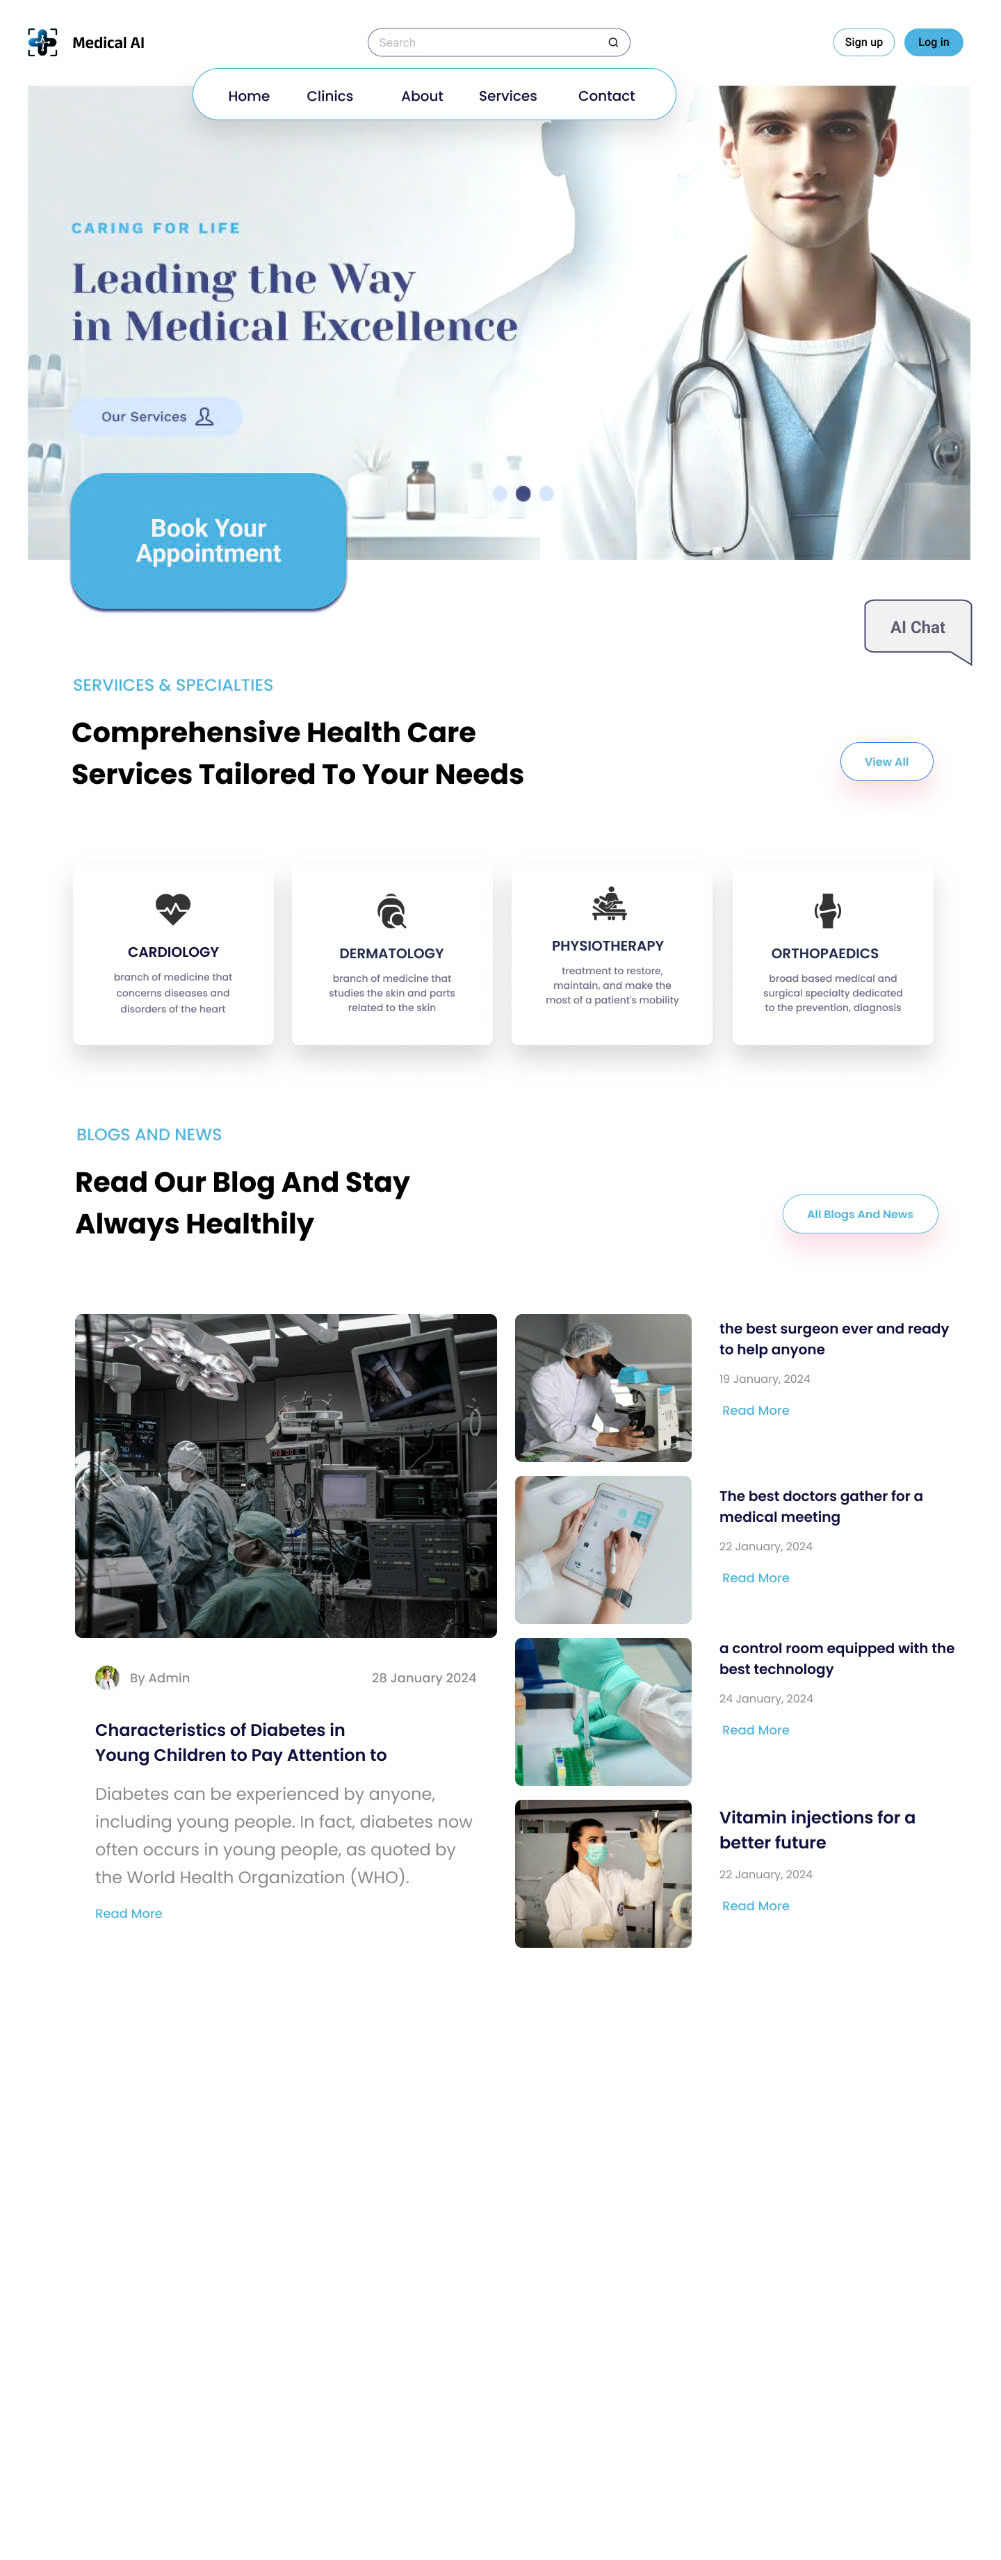 Medical AI
Search
Sign up
Log in
Home
Clinics
About
Services
Contact
CARING FOR LIFE
Leading the Way
in Medical Excellence
Our Services
Book Your
Appointment
AI Chat
SERVIICES & SPECIALTIES
Comprehensive Health Care
Services Tailored To Your Needs
View All
CARDIOLOGY
branch of medicine that
concerns diseases and
disorders of the heart
DERMATOLOGY
branch of medicine that
studies the skin and parts
related to the skin
PHYSIOTHERAPY
treatment to restore,
maintain, and make the
most of a patient's mobility
ORTHOPAEDICS
broad based medical and
surgical specialty dedicated
to the prevention, diagnosis
BLOGS AND NEWS
Read Our Blog And Stay
Always Healthily
All Blogs And News
By Admin
28 January 2024
Characteristics of Diabetes in
Young Children to Pay Attention to
Diabetes can be experienced by anyone,
including young people. In fact, diabetes now
often occurs in young people, as quoted by
the World Health Organization (WHO).
Read More
the best surgeon ever and ready
to help anyone
19 January, 2024
Read More
The best doctors gather for a
medical meeting
22 January, 2024
Read More
a control room equipped with the
best technology
24 January, 2024
Read More
Vitamin injections for a
better future
22 January, 2024
Read More